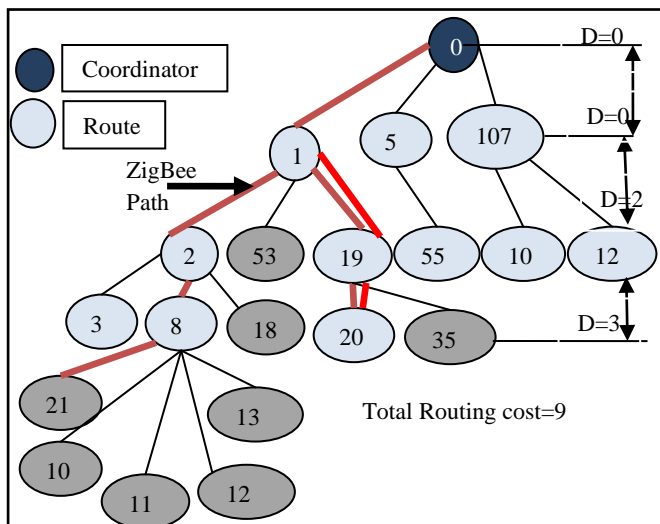 0
D=0
Coordinator
Route
5
107
D=0
1
ZigBee
Path
D=2
2
53
19
55
10
12
3
8
18
20
35
D=3
21
13
Total Routing cost=9
10
11
12